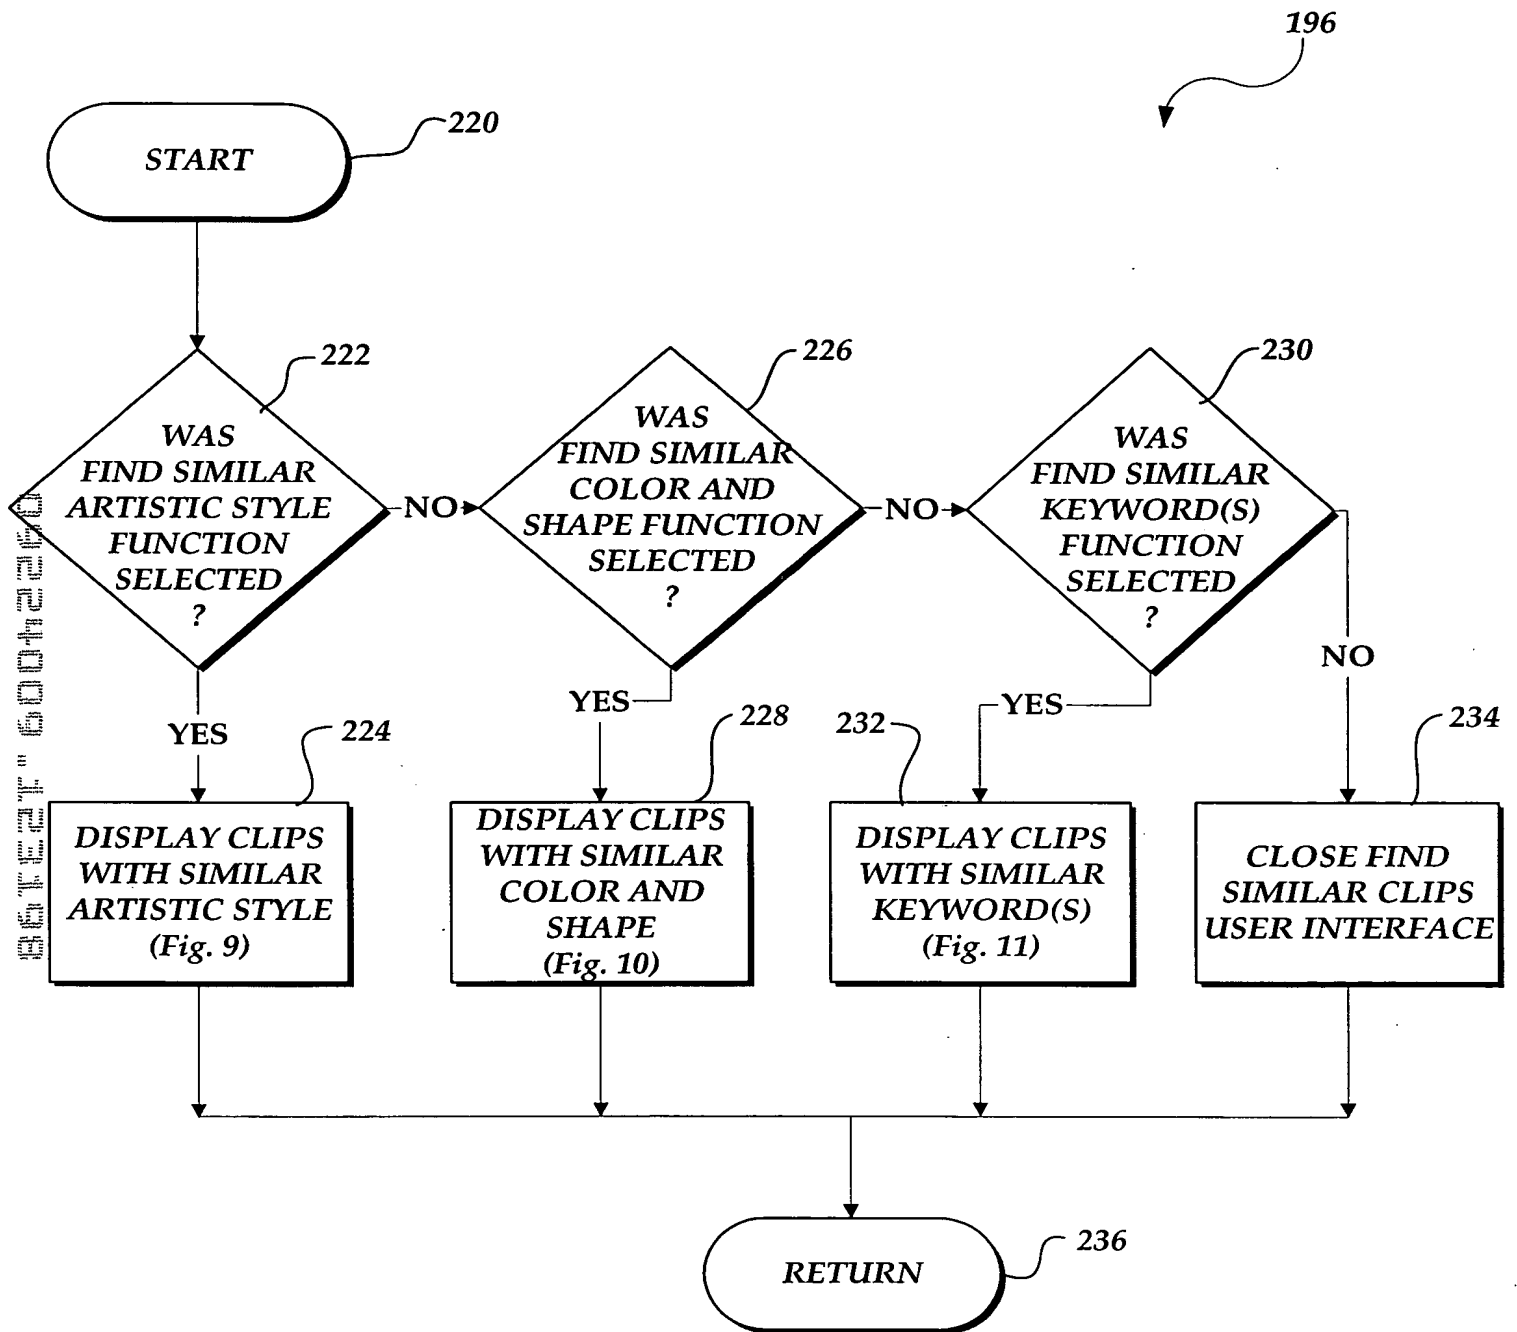 196
220
START
222
WAS
FIND SIMILAR
ARTISTIC STYLE
FUNCTION
SELECTED
?
NO
226
WAS
FIND SIMILAR
COLOR AND
SHAPE FUNCTION
SELECTED
?
NO
230
WAS
FIND SIMILAR
KEYWORD(S)
FUNCTION
SELECTED
?
NO
YES
YES
YES
224
DISPLAY CLIPS
WITH SIMILAR
ARTISTIC STYLE
(Fig. 9)
228
DISPLAY CLIPS
WITH SIMILAR
COLOR AND
SHAPE
(Fig. 10)
232
DISPLAY CLIPS
WITH SIMILAR
KEYWORD(S)
(Fig. 11)
234
CLOSE FIND
SIMILAR CLIPS
USER INTERFACE
236
RETURN